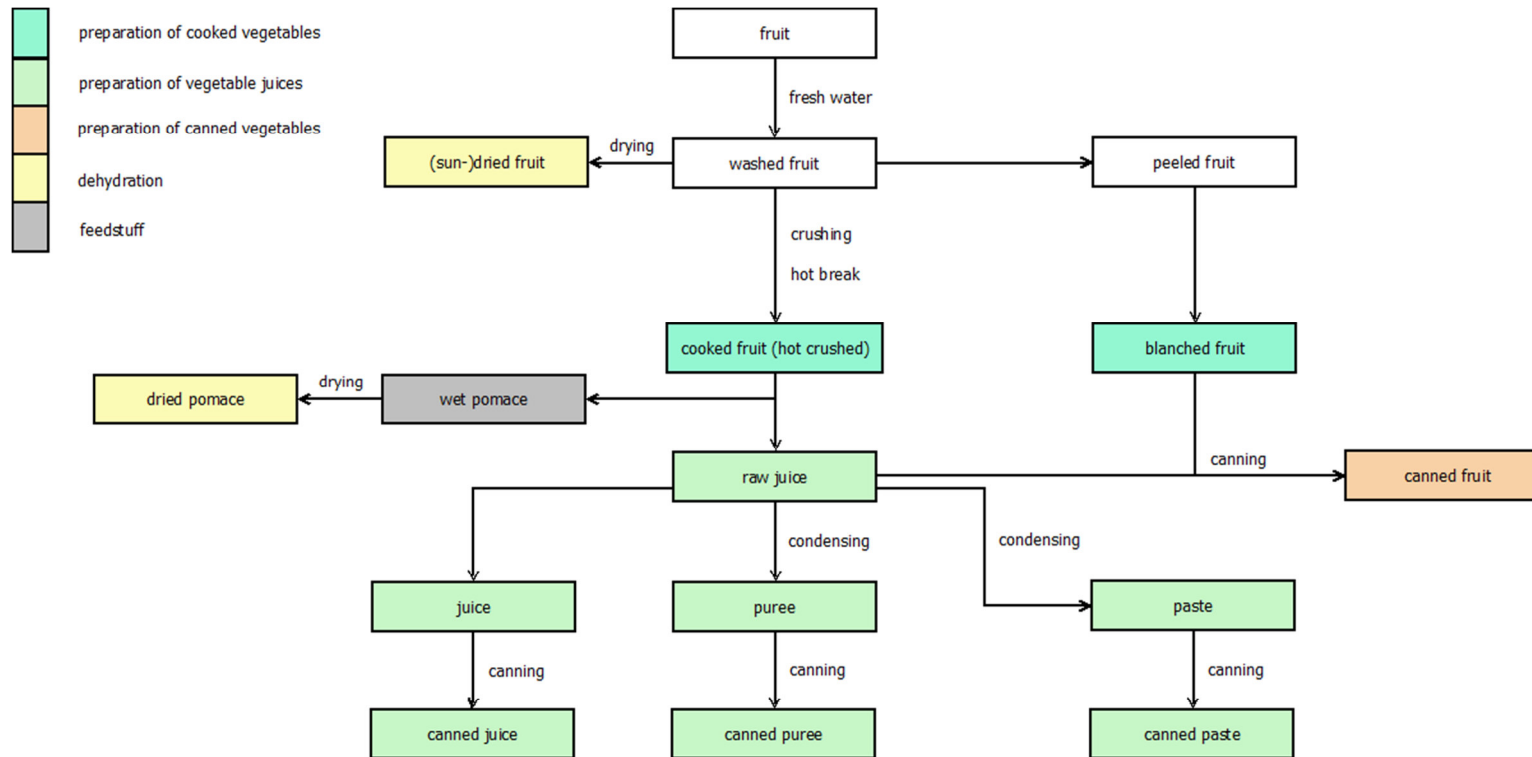 preparation of cooked vegetables
preparation of vegetable juices
preparation of canned vegetables
dehydration
feedstuff
fruit
fresh water
(sun-)dried fruit
drying
washed fruit
peeled fruit
crushing
hot break
cooked fruit (hot crushed)
blanched fruit
dried pomace
drying
wet pomace
raw juice
canning
canned fruit
condensing
condensing
juice
puree
paste
canning
canning
canning
canned juice
canned puree
canned paste